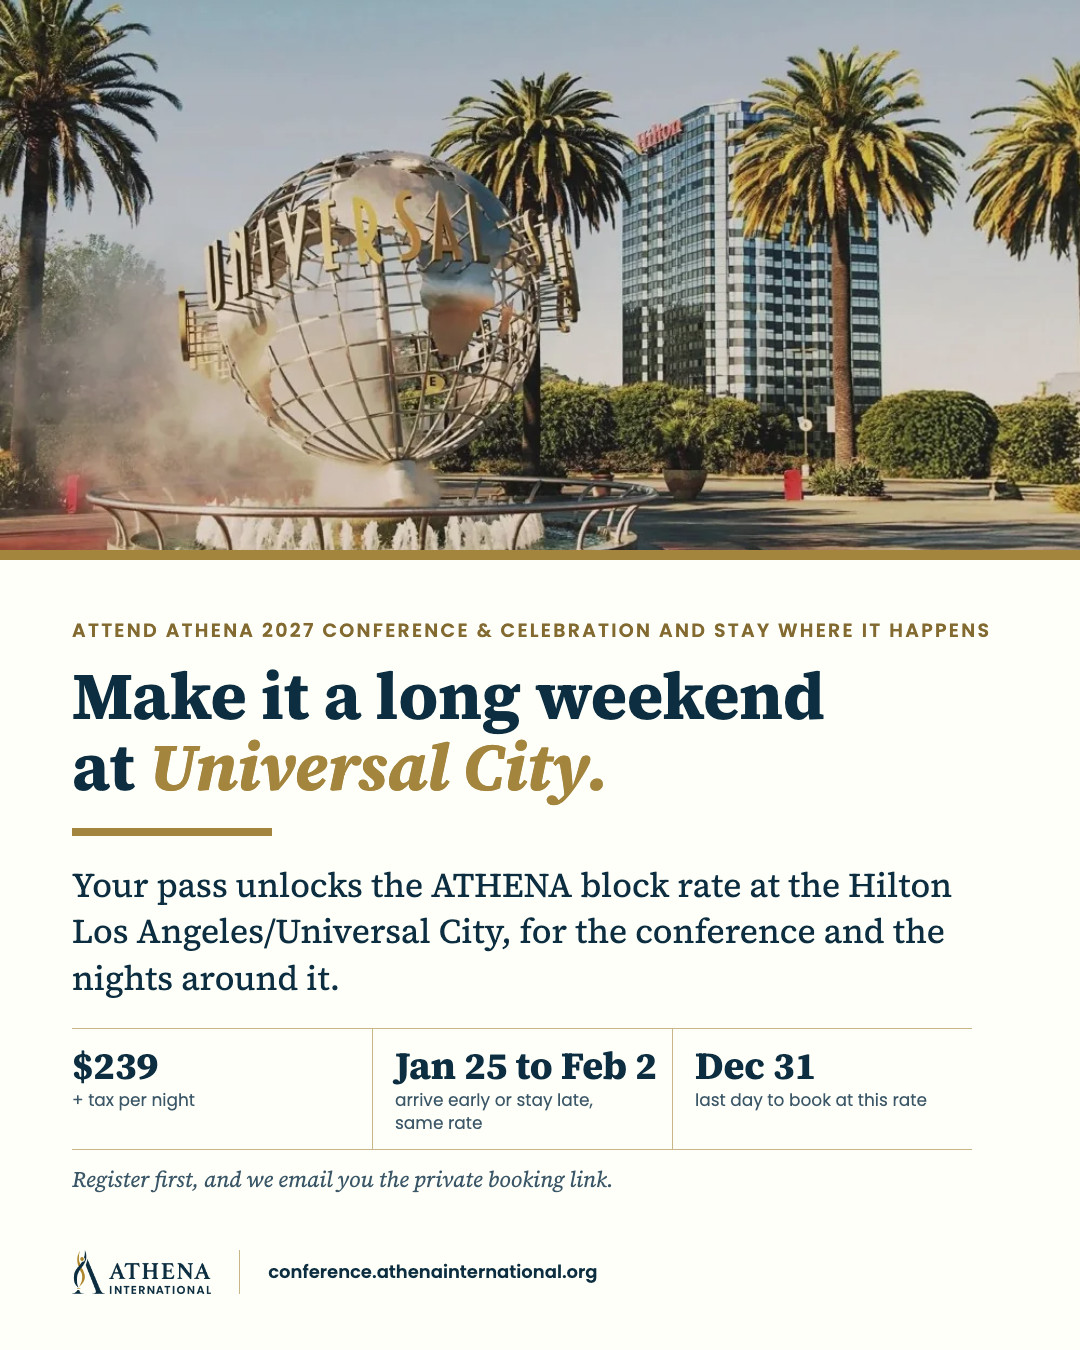 Hilton
UNIVERSAL
E
ATTEND ATHENA 2027 CONFERENCE & CELEBRATION AND STAY WHERE IT HAPPENS
Make it a long weekend
at Universal City.
Your pass unlocks the ATHENA block rate at the Hilton
Los Angeles/Universal City, for the conference and the
nights around it.
$239
+ tax per night
Jan 25 to Feb 2
arrive early or stay late,
same rate
Dec 31
last day to book at this rate
Register first, and we email you the private booking link.
ATHENA
INTERNATIONAL
conference.athenainternational.org